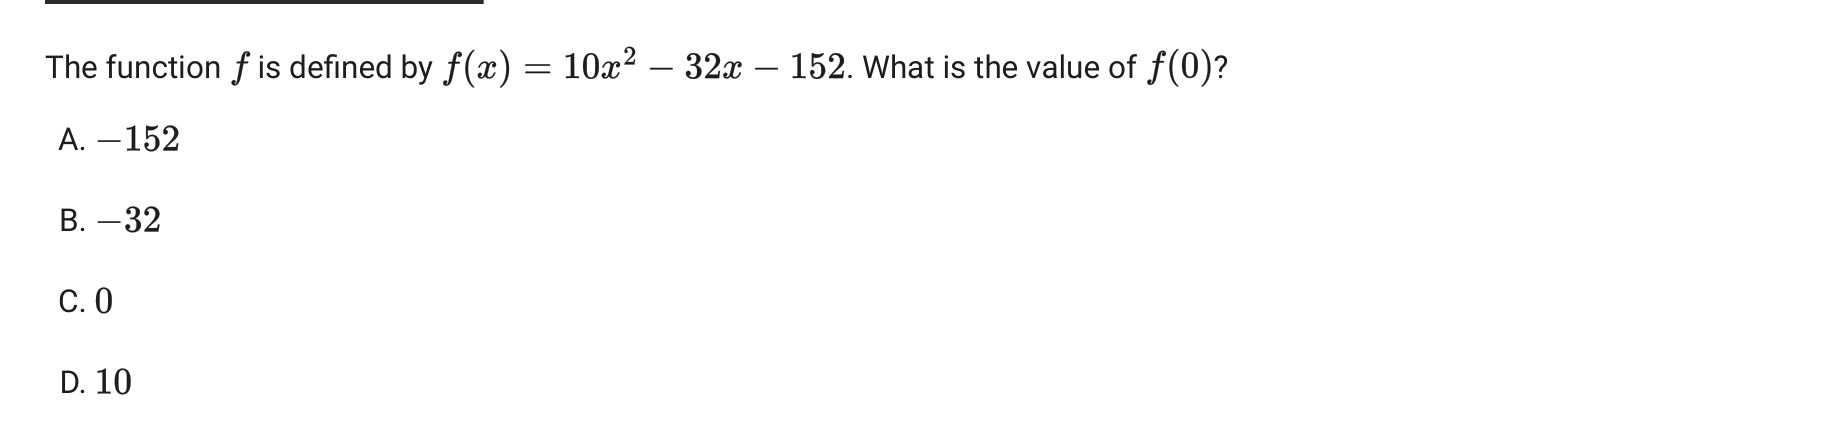 The function f is defined by f(x) = 10x² − 32x − 152. What is the value of f(0)?
A. −152
B. −32
C. 0
D. 10